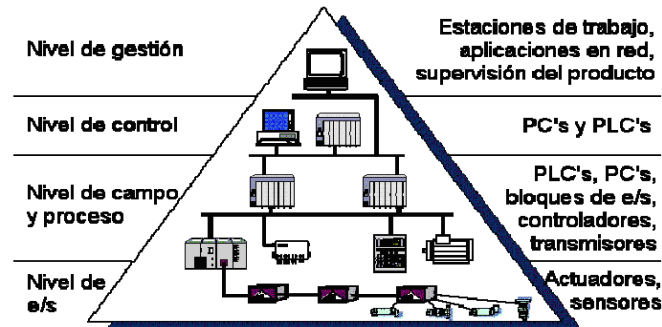 Nivel de gestión
Estaciones de trabajo,
aplicaciones en red,
supervisión del producto
Nivel de control
PC's y PLC's
Nivel de campo
y proceso
PLC's, PC's,
bloques de e/s,
controladores,
transmisores
Nivel de
e/s
Actuadores,
sensores